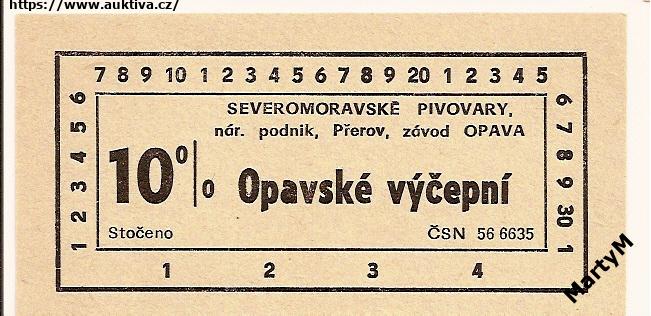 https://www.auktiva.cz/
7 8 9 10 1 2 3 4 5 6 7 8 9 20 1 2 3 4 5
1 2 3 4 5 6
6 7 8 9 30 1
SEVEROMORAVSKÉ PIVOVARY,
nár. podnik, Přerov, závod OPAVA
10% Opavské výčepní
Stočeno ČSN 56 6635
1 2 3 4
MartyM